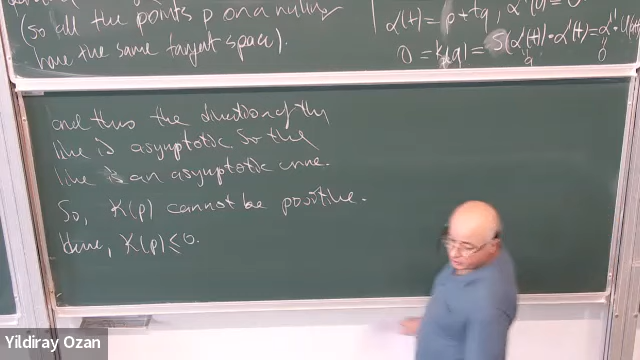 (so all the points p on a ruling
have the same tangent space).
α(t) = p + tq,
0 = k(q) = S(α'(t))·α'(t) = α''·U
q
0
and thus the direction of the
line is asymptotic. So the
line is an asymptotic curve.
So, K(p) cannot be positive.
Hence, K(p) ≤ 0.
Yildiray Ozan